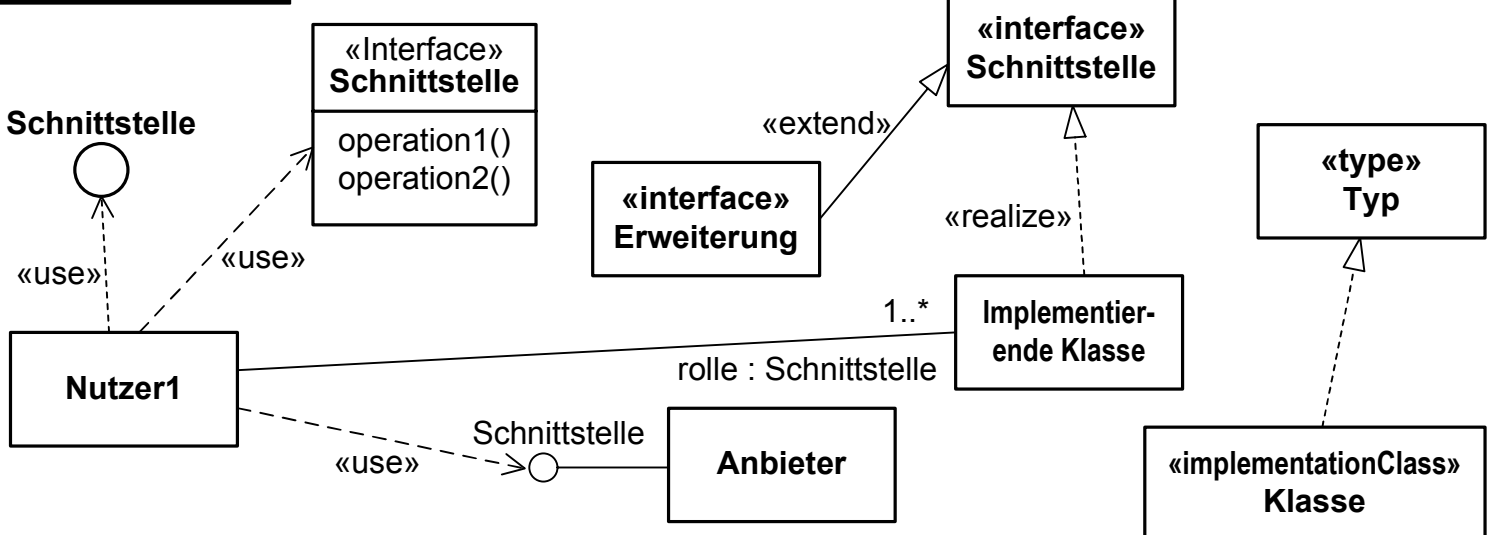 «interface»
Schnittstelle
«Interface»
Schnittstelle
operation1()
operation2()
Schnittstelle
«extend»
«type»
Typ
«interface»
Erweiterung
«realize»
«use»
«use»
1..*
Implementier-
ende Klasse
rolle : Schnittstelle
Nutzer1
Schnittstelle
«use»
Anbieter
«implementationClass»
Klasse